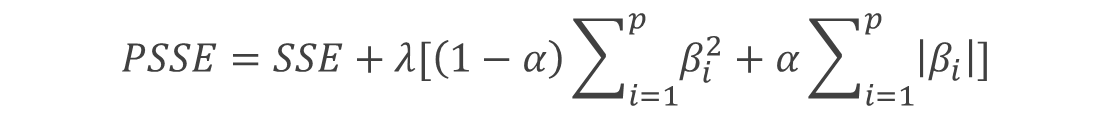 PSSE = SSE + λ[(1 − α) ∑_{i=1}^{p} β_i^2 + α ∑_{i=1}^{p} |β_i|]